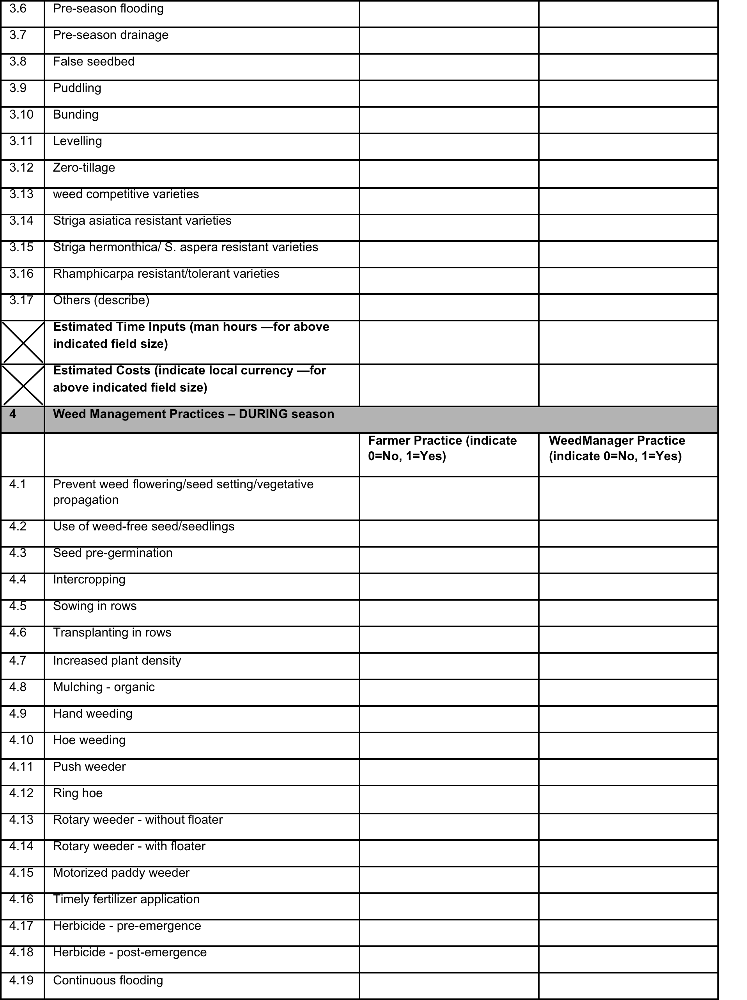 3.6 Pre-season flooding
3.7 Pre-season drainage
3.8 False seedbed
3.9 Puddling
3.10 Bunding
3.11 Levelling
3.12 Zero-tillage
3.13 weed competitive varieties
3.14 Striga asiatica resistant varieties
3.15 Striga hermonthica/ S. aspera resistant varieties
3.16 Rhamphicarpa resistant/tolerant varieties
3.17 Others (describe)
Estimated Time Inputs (man hours —for above
indicated field size)
Estimated Costs (indicate local currency —for
above indicated field size)
4 Weed Management Practices – DURING season
Farmer Practice (indicate
0=No, 1=Yes)
WeedManager Practice
(indicate 0=No, 1=Yes)
4.1 Prevent weed flowering/seed setting/vegetative
propagation
4.2 Use of weed-free seed/seedlings
4.3 Seed pre-germination
4.4 Intercropping
4.5 Sowing in rows
4.6 Transplanting in rows
4.7 Increased plant density
4.8 Mulching - organic
4.9 Hand weeding
4.10 Hoe weeding
4.11 Push weeder
4.12 Ring hoe
4.13 Rotary weeder - without floater
4.14 Rotary weeder - with floater
4.15 Motorized paddy weeder
4.16 Timely fertilizer application
4.17 Herbicide - pre-emergence
4.18 Herbicide - post-emergence
4.19 Continuous flooding